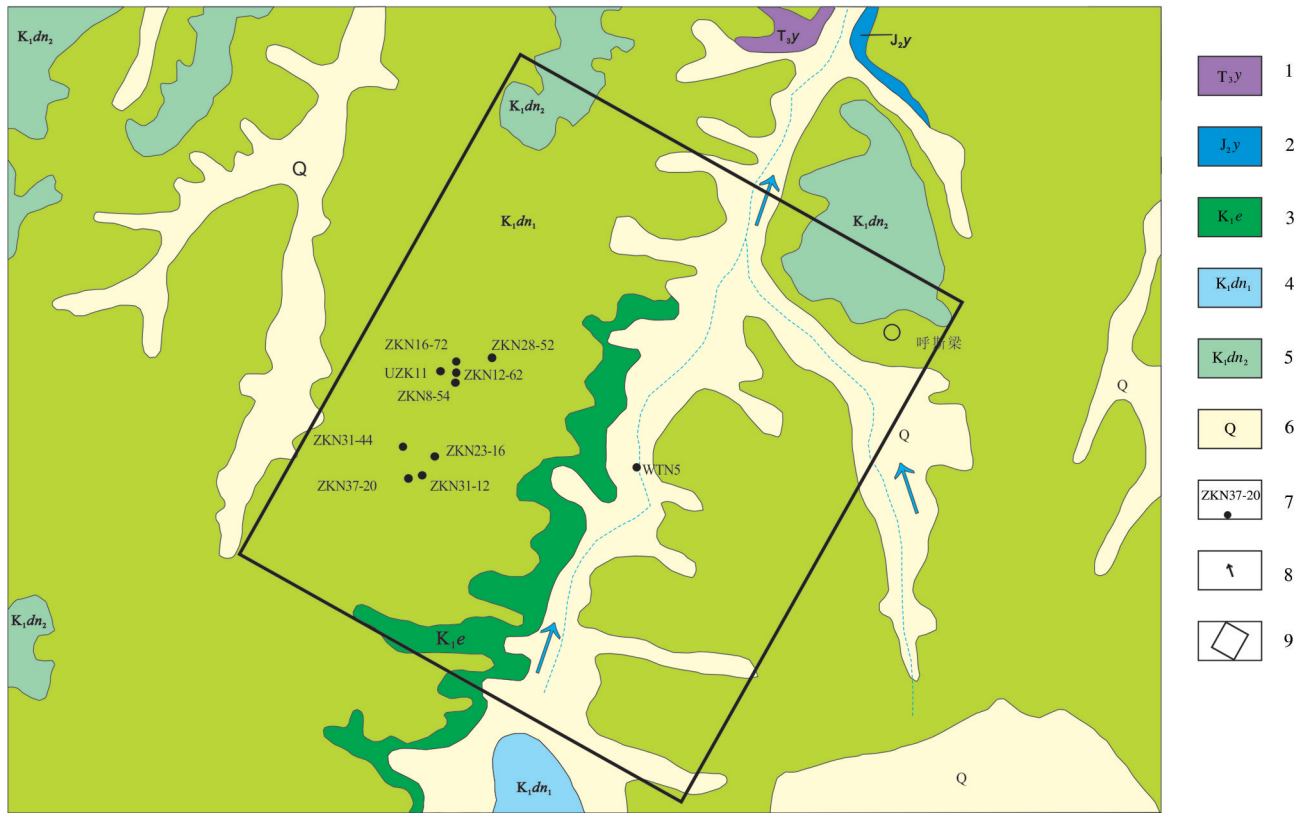 K₁dn₂
T₃y
J₂y
K₁dn₂
Q
K₁dn₁
K₁dn₂
呼斯梁
ZKN16-72
ZKN28-52
UZK11
ZKN12-62
ZKN8-54
Q
ZKN31-44
ZKN23-16
Q
WTN5
ZKN37-20
ZKN31-12
K₁dn₂
K₁e
K₁dn₁
Q
T₃y 1
J₂y 2
K₁e 3
K₁dn₁ 4
K₁dn₂ 5
Q 6
ZKN37-20 7
8
9